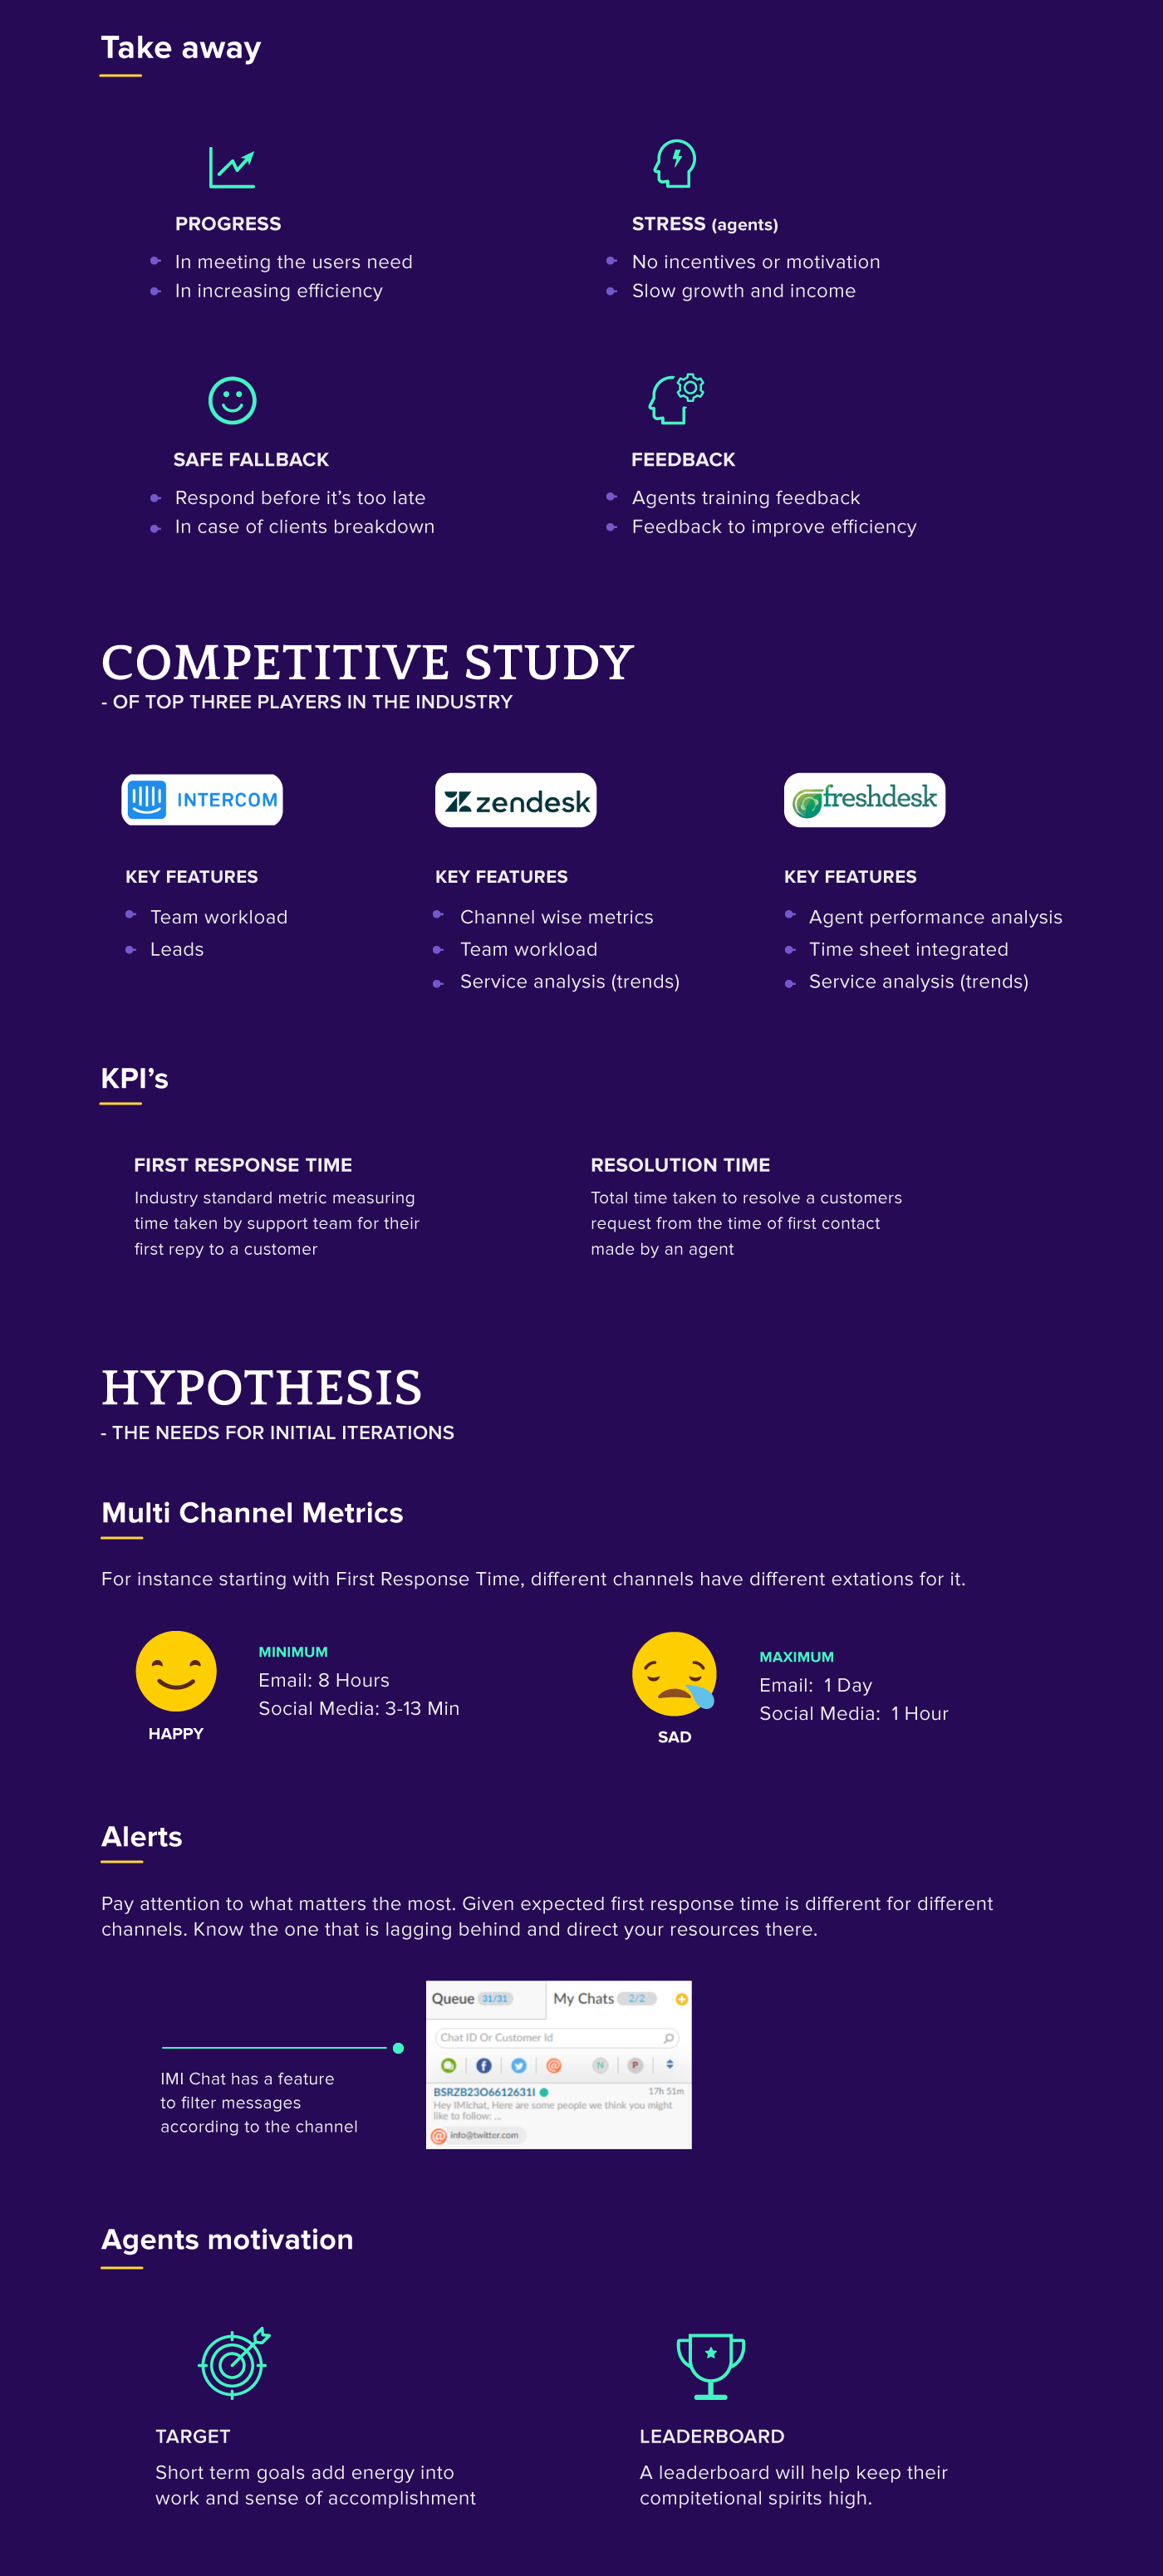 Take away
PROGRESS
In meeting the users need
In increasing efficiency
STRESS (agents)
No incentives or motivation
Slow growth and income
SAFE FALLBACK
Respond before it’s too late
In case of clients breakdown
FEEDBACK
Agents training feedback
Feedback to improve efficiency
COMPETITIVE STUDY
- OF TOP THREE PLAYERS IN THE INDUSTRY
INTERCOM
KEY FEATURES
Team workload
Leads
zendesk
KEY FEATURES
Channel wise metrics
Team workload
Service analysis (trends)
freshdesk
KEY FEATURES
Agent performance analysis
Time sheet integrated
Service analysis (trends)
KPI’s
FIRST RESPONSE TIME
Industry standard metric measuring
time taken by support team for their
first repy to a customer
RESOLUTION TIME
Total time taken to resolve a customers
request from the time of first contact
made by an agent
HYPOTHESIS
- THE NEEDS FOR INITIAL ITERATIONS
Multi Channel Metrics
For instance starting with First Response Time, different channels have different extations for it.
HAPPY
MINIMUM
Email: 8 Hours
Social Media: 3-13 Min
SAD
MAXIMUM
Email: 1 Day
Social Media: 1 Hour
Alerts
Pay attention to what matters the most. Given expected first response time is different for different
channels. Know the one that is lagging behind and direct your resources there.
IMI Chat has a feature
to filter messages
according to the channel
Queue 31/31
My Chats 2/2
Chat ID Or Customer Id
N P
BSRZB23O6612631I
17h 51m
Hey IMIchat, Here are some people we think you might
like to follow: ...
info@twitter.com
Agents motivation
TARGET
Short term goals add energy into
work and sense of accomplishment
LEADERBOARD
A leaderboard will help keep their
compitetional spirits high.